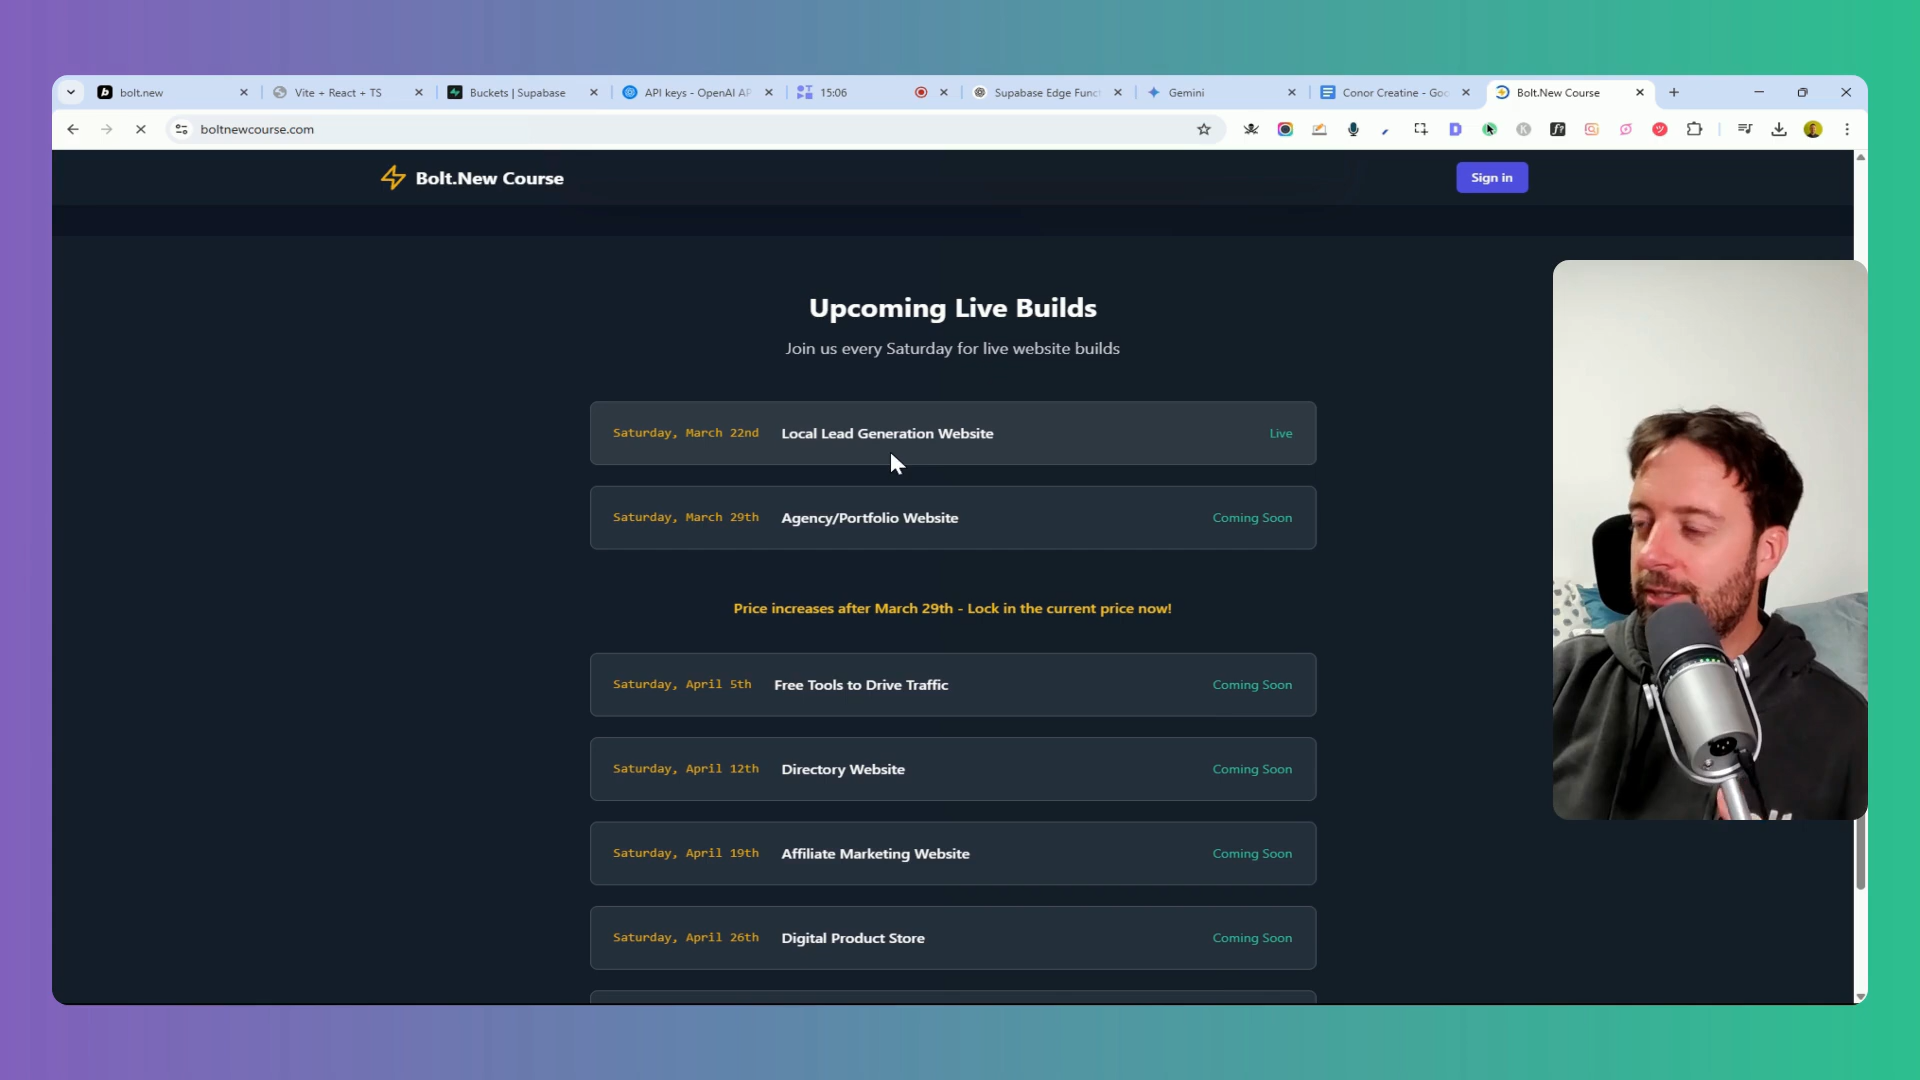 bolt.new
Vite + React + TS
Buckets | Supabase
API keys - OpenAI AP
15:06
Supabase Edge Funct
Gemini
Conor Creatine - Goo
Bolt.New Course
boltnewcourse.com
Bolt.New Course
Sign in
Upcoming Live Builds
Join us every Saturday for live website builds
Saturday, March 22nd Local Lead Generation Website Live
Saturday, March 29th Agency/Portfolio Website Coming Soon
Price increases after March 29th - Lock in the current price now!
Saturday, April 5th Free Tools to Drive Traffic Coming Soon
Saturday, April 12th Directory Website Coming Soon
Saturday, April 19th Affiliate Marketing Website Coming Soon
Saturday, April 26th Digital Product Store Coming Soon